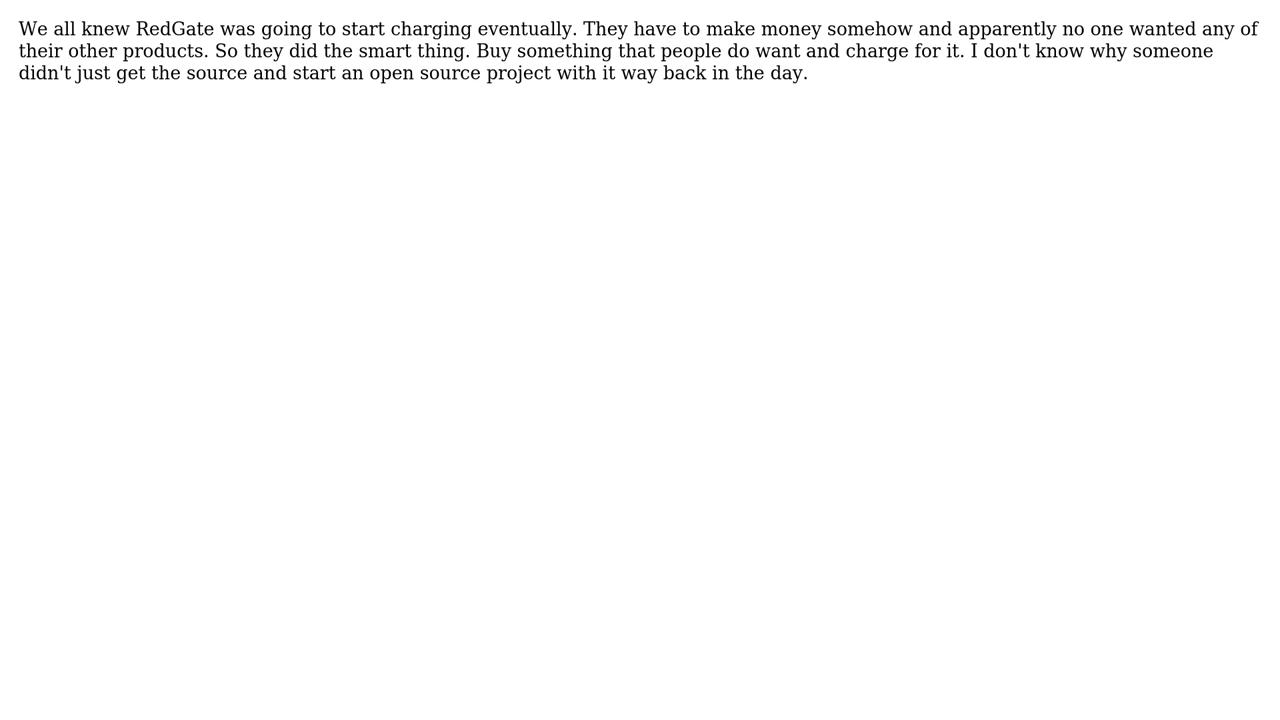 We all knew RedGate was going to start charging eventually. They have to make money somehow and apparently no one wanted any of
their other products. So they did the smart thing. Buy something that people do want and charge for it. I don't know why someone
didn't just get the source and start an open source project with it way back in the day.